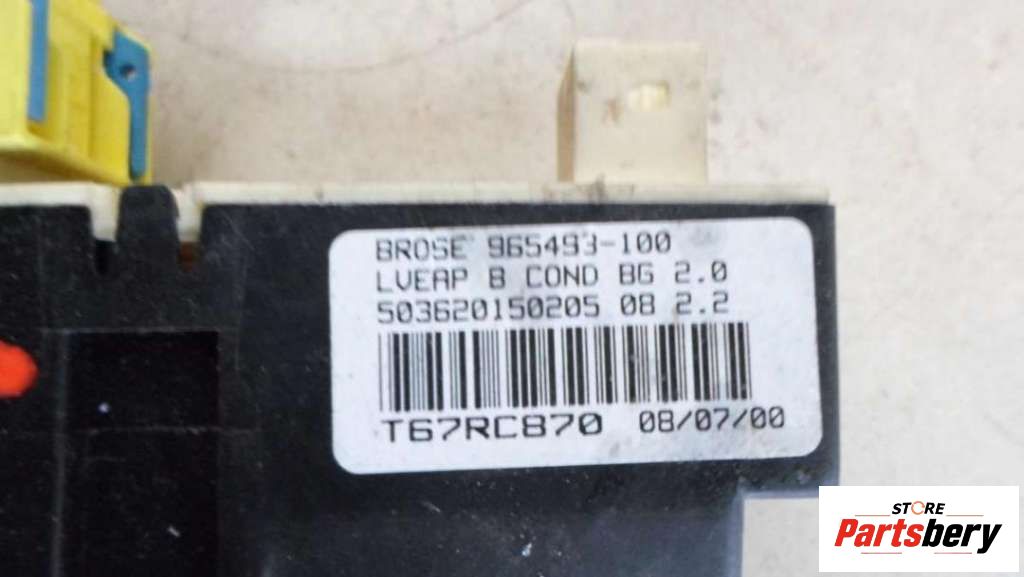 BROSE 965493-100
LVEAP B COND BG 2.0
503620150205 08 2.2
T67RC870 08/07/00
STORE
Partsbery